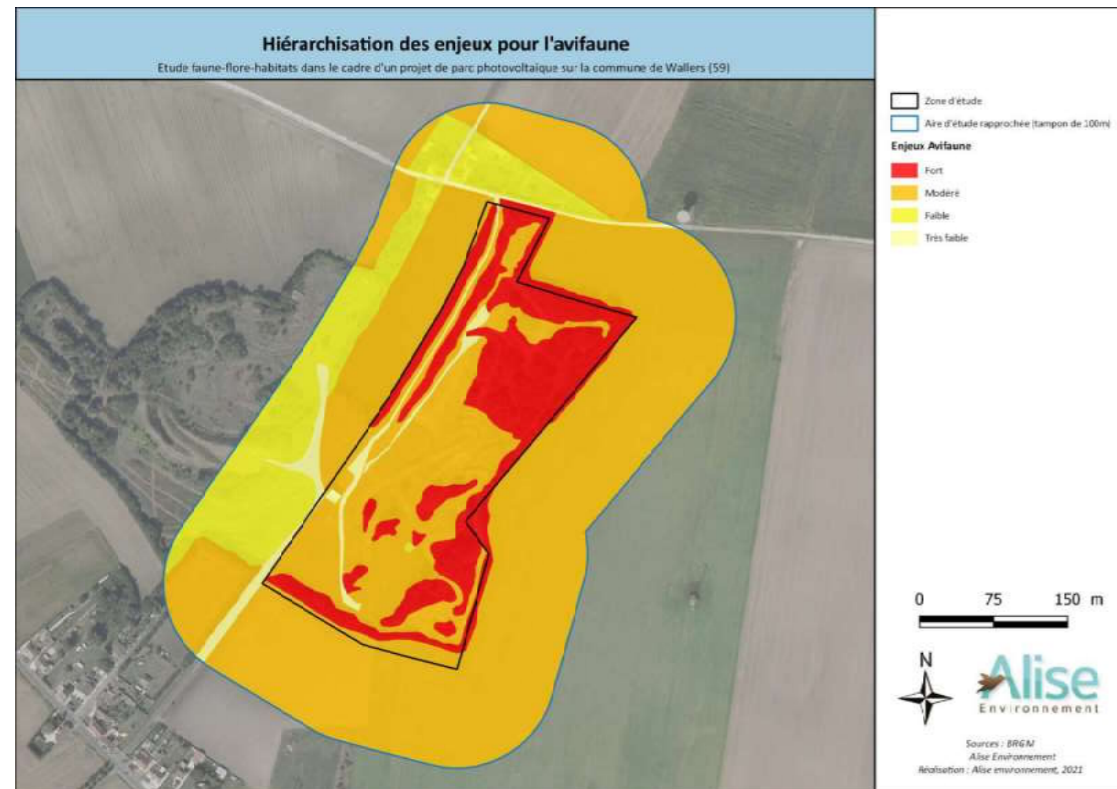 Hiérarchisation des enjeux pour l'avifaune
Etude faune-flore-habitats dans le cadre d'un projet de parc photovoltaïque sur la commune de Wallers (59)
Zone d'étude
Aire d'étude rapprochée (tampon de 100m)
Enjeux Avifaune
Fort
Modéré
Faible
Très faible
0 75 150 m
N
Alise
Environnement
Sources : BRGM
Alise Environnement
Réalisation : Alise environnement, 2021